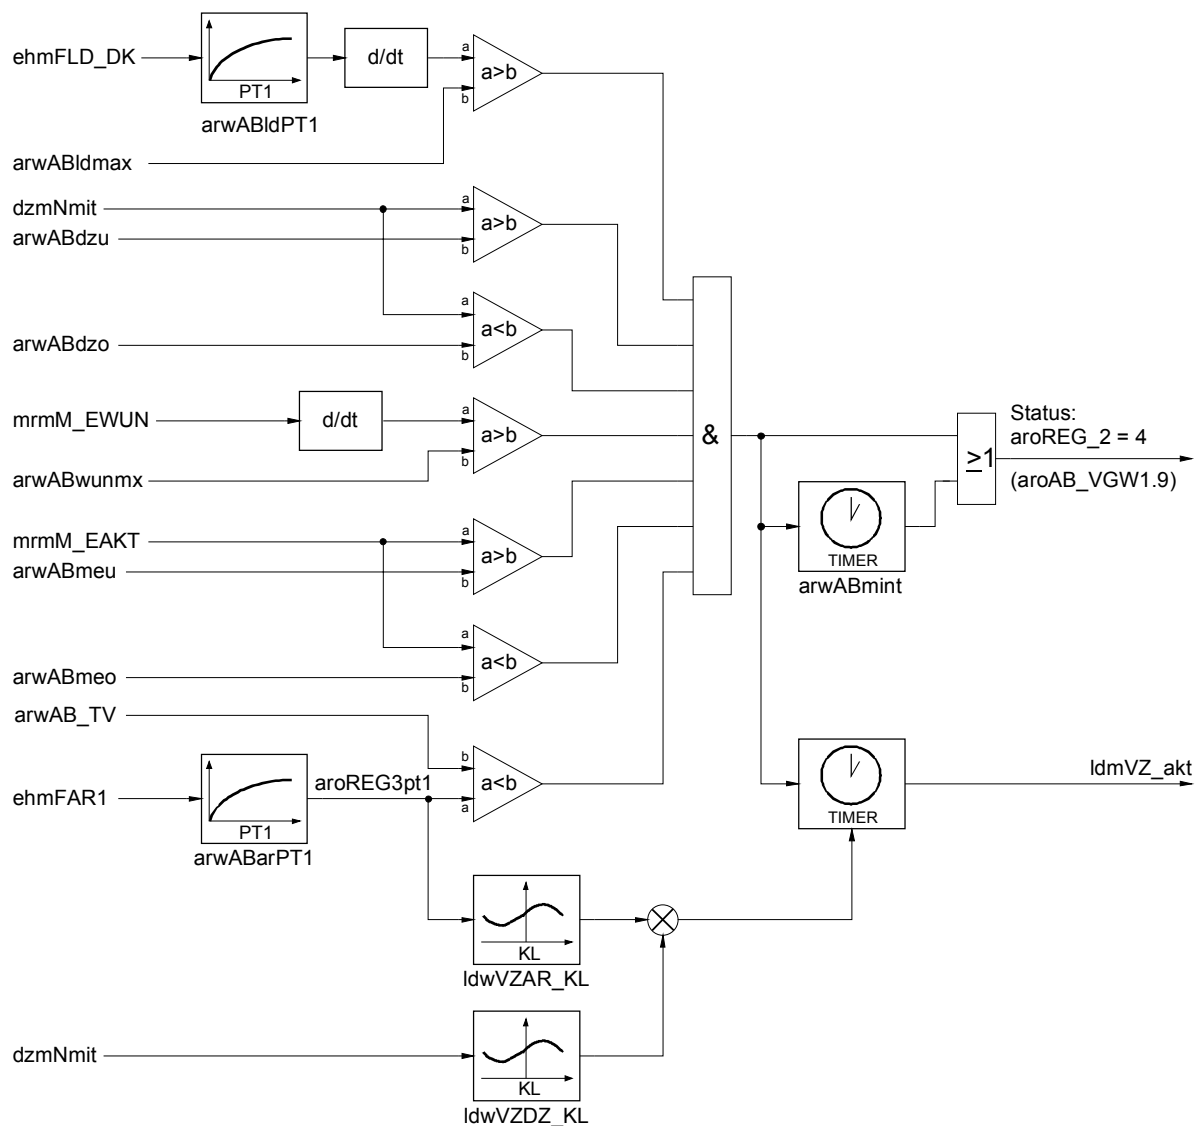 ehmFLD_DK
PT1
arwABldPT1
d/dt
a
b
a>b
arwABldmax
dzmNmit
arwABdzu
a
b
a>b
arwABdzo
a
b
a<b
mrmM_EWUN
d/dt
a
b
a>b
arwABwunmx
mrmM_EAKT
arwABmeu
a
b
a>b
arwABmeo
a
b
a<b
arwAB_TV
ehmFAR1
PT1
arwABarPT1
aroREG3pt1
b
a
a<b
&
TIMER
arwABmint
≥1
Status:
aroREG_2 = 4
(aroAB_VGW1.9)
TIMER
ldmVZ_akt
KL
ldwVZAR_KL
dzmNmit
KL
ldwVZDZ_KL